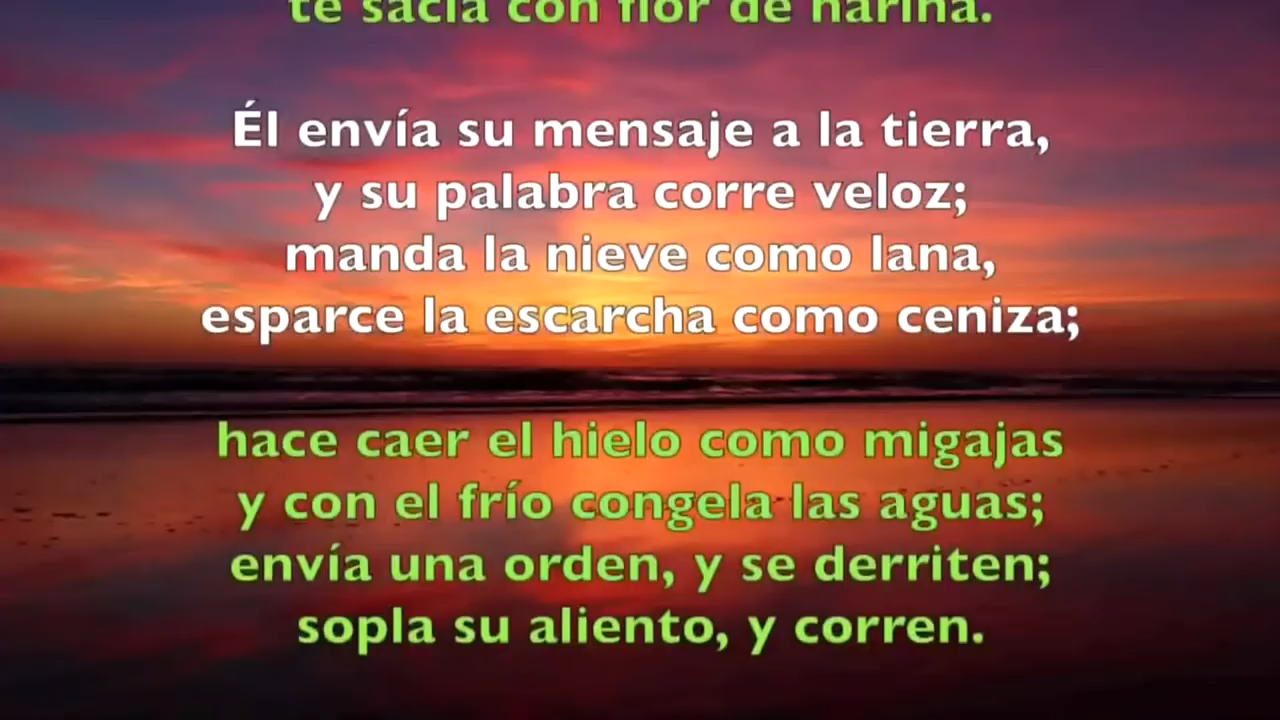 te sacia con flor de harina.
Él envía su mensaje a la tierra,
y su palabra corre veloz;
manda la nieve como lana,
esparce la escarcha como ceniza;
hace caer el hielo como migajas
y con el frío congela las aguas;
envía una orden, y se derriten;
sopla su aliento, y corren.